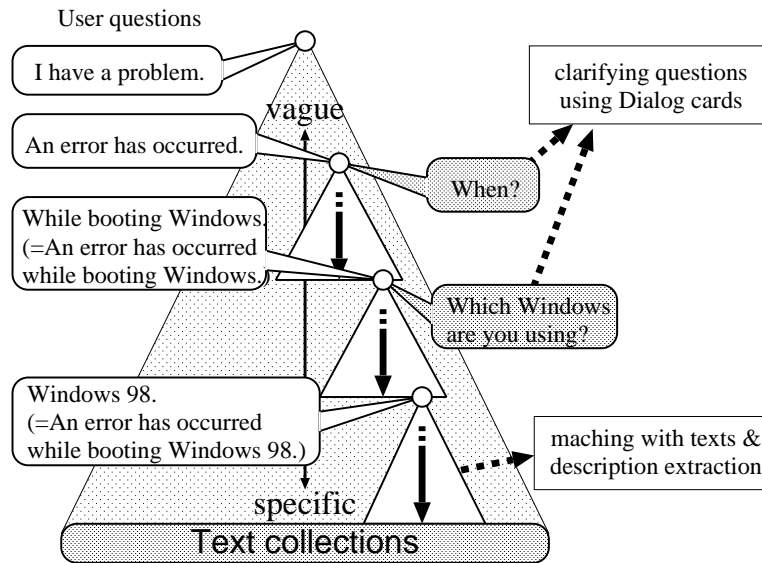 User questions
I have a problem.
vague
An error has occurred.
When?
clarifying questions
using Dialog cards
While booting Windows.
(=An error has occurred
while booting Windows.)
Which Windows
are you using?
Windows 98.
(=An error has occurred
while booting Windows 98.)
maching with texts &
description extraction
specific
Text collections